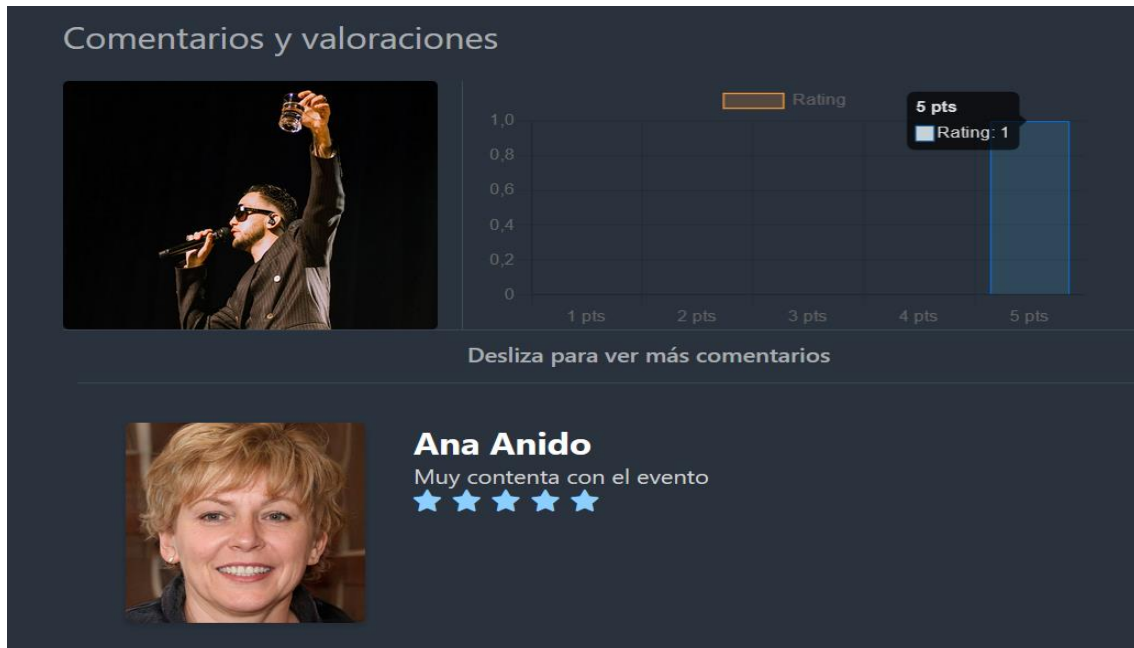 Comentarios y valoraciones
Rating
5 pts
Rating: 1
1,0
0,8
0,6
0,4
0,2
0
1 pts 2 pts 3 pts 4 pts 5 pts
Desliza para ver más comentarios
Ana Anido
Muy contenta con el evento